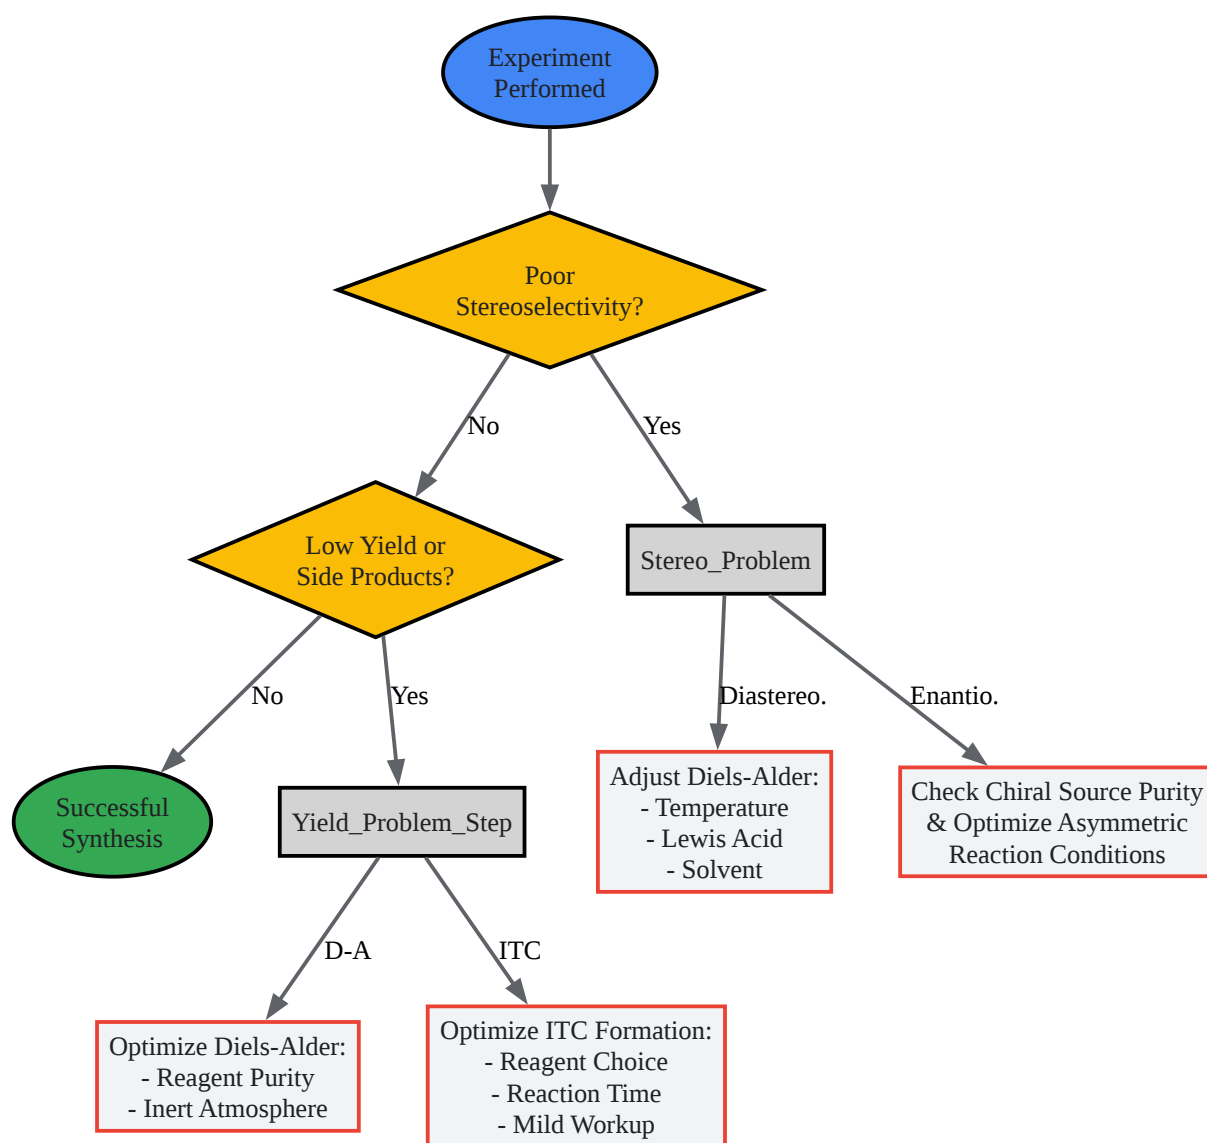 Experiment
Performed
Poor
Stereoselectivity?
No
Yes
Low Yield or
Side Products?
Stereo_Problem
No
Yes
Diastereo.
Enantio.
Successful
Synthesis
Yield_Problem_Step
Adjust Diels-Alder:
- Temperature
- Lewis Acid
- Solvent
Check Chiral Source Purity
& Optimize Asymmetric
Reaction Conditions
D-A
ITC
Optimize Diels-Alder:
- Reagent Purity
- Inert Atmosphere
Optimize ITC Formation:
- Reagent Choice
- Reaction Time
- Mild Workup